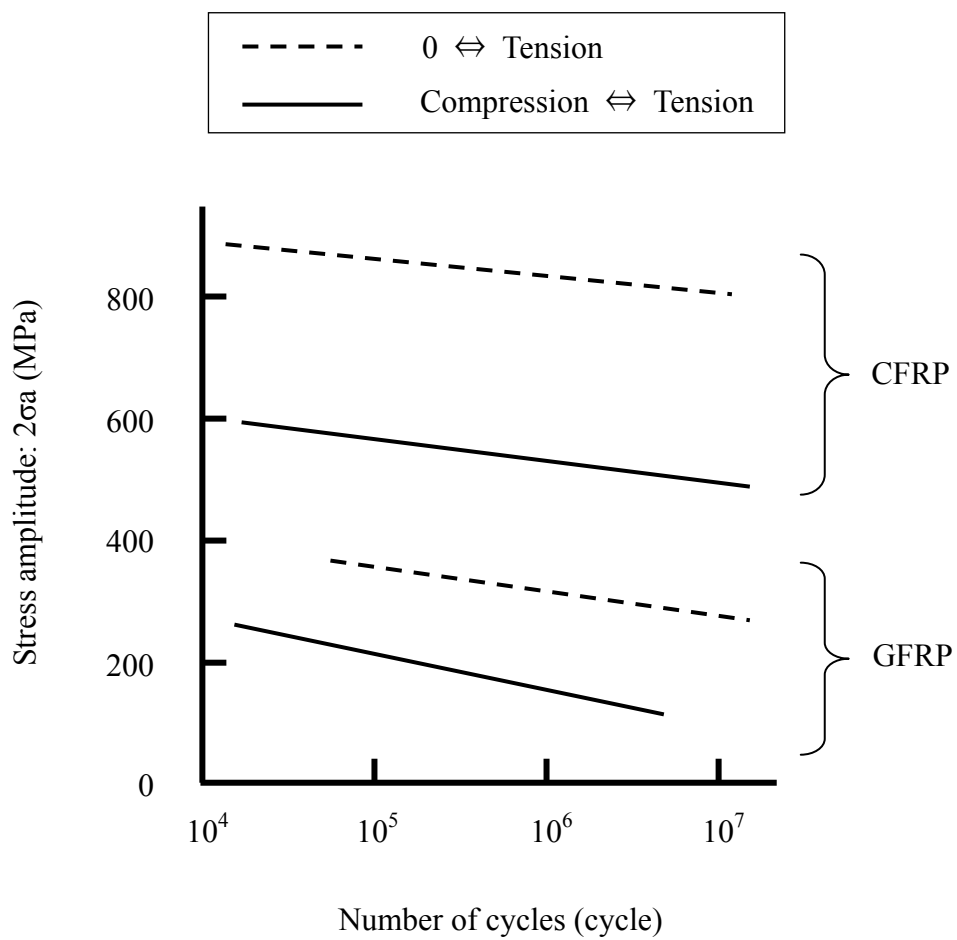 0 ⇔ Tension
Compression ⇔ Tension
800
600
400
200
0
Stress amplitude: 2σa (MPa)
CFRP
GFRP
10⁴ 10⁵ 10⁶ 10⁷
Number of cycles (cycle)